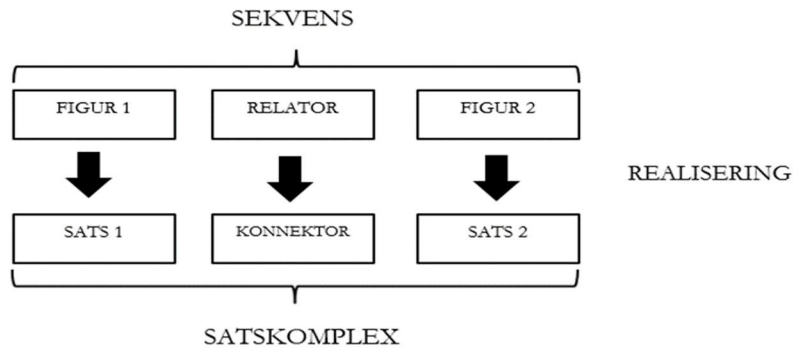 SEKVENS
FIGUR 1
RELATOR
FIGUR 2
REALISERING
SATS 1
KONNEKTOR
SATS 2
SATSKOMPLEX